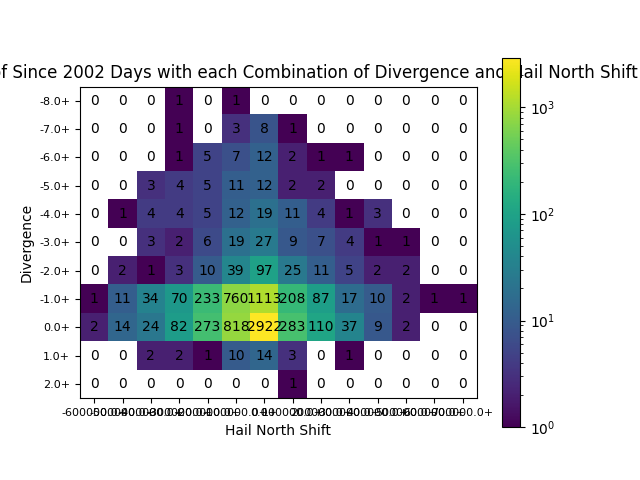 f Since 2002 Days with each Combination of Divergence and Hail North Shift
-8.0+ 0 0 0 1 0 1 0 0 0 0 0 0 0 0
-7.0+ 0 0 0 1 0 3 8 1 0 0 0 0 0 0
-6.0+ 0 0 0 1 5 7 12 2 1 1 0 0 0 0
-5.0+ 0 0 3 4 5 11 12 2 2 0 0 0 0 0
-4.0+ 0 1 4 4 5 12 19 11 4 1 3 0 0 0
-3.0+ 0 0 3 2 6 19 27 9 7 4 1 1 0 0
-2.0+ 0 2 1 3 10 39 97 25 11 5 2 2 0 0
-1.0+ 1 11 34 70 233 760 1113 208 87 17 10 2 1 1
0.0+ 2 14 24 82 273 818 2922 283 110 37 9 2 0 0
1.0+ 0 0 2 2 1 10 14 3 0 1 0 0 0 0
2.0+ 0 0 0 0 0 0 0 1 0 0 0 0 0 0
Divergence
Hail North Shift
10³
10²
10¹
10⁰